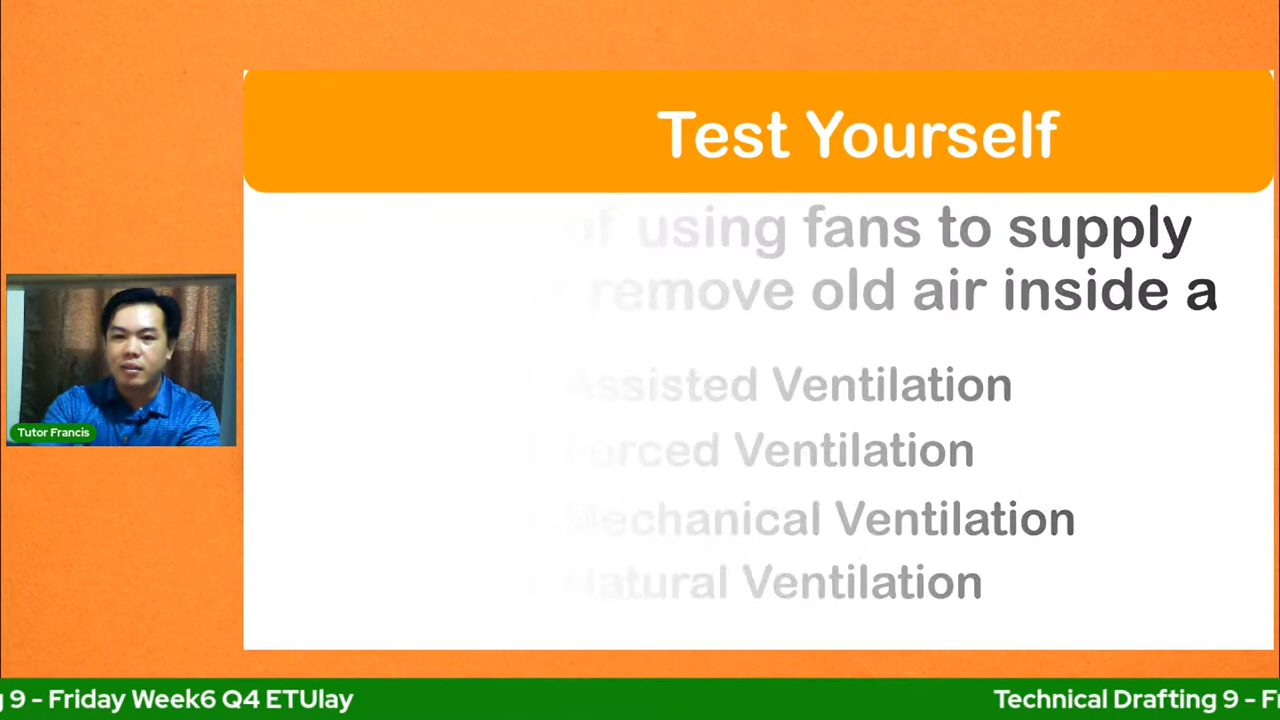 Test Yourself
of using fans to supply
remove old air inside a
Assisted Ventilation
Forced Ventilation
Mechanical Ventilation
Natural Ventilation
Tutor Francis
9 - Friday Week6 Q4 ETUlay
Technical Drafting 9 - F